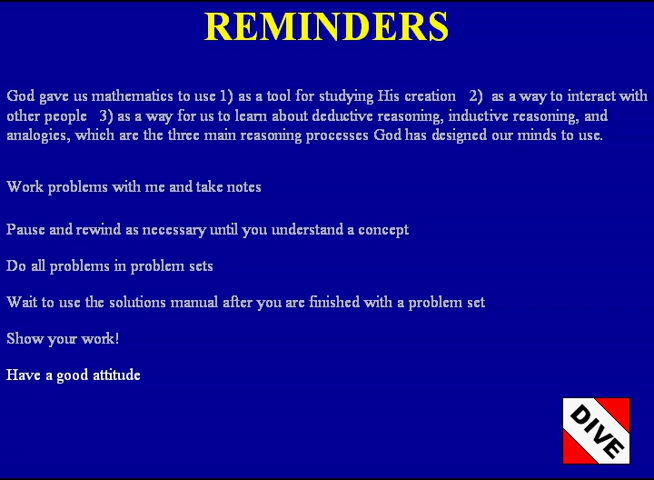 REMINDERS
God gave us mathematics to use 1) as a tool for studying His creation 2) as a way to interact with
other people 3) as a way for us to learn about deductive reasoning, inductive reasoning, and
analogies, which are the three main reasoning processes God has designed our minds to use.
Work problems with me and take notes
Pause and rewind as necessary until you understand a concept
Do all problems in problem sets
Wait to use the solutions manual after you are finished with a problem set
Show your work!
Have a good attitude
DIVE